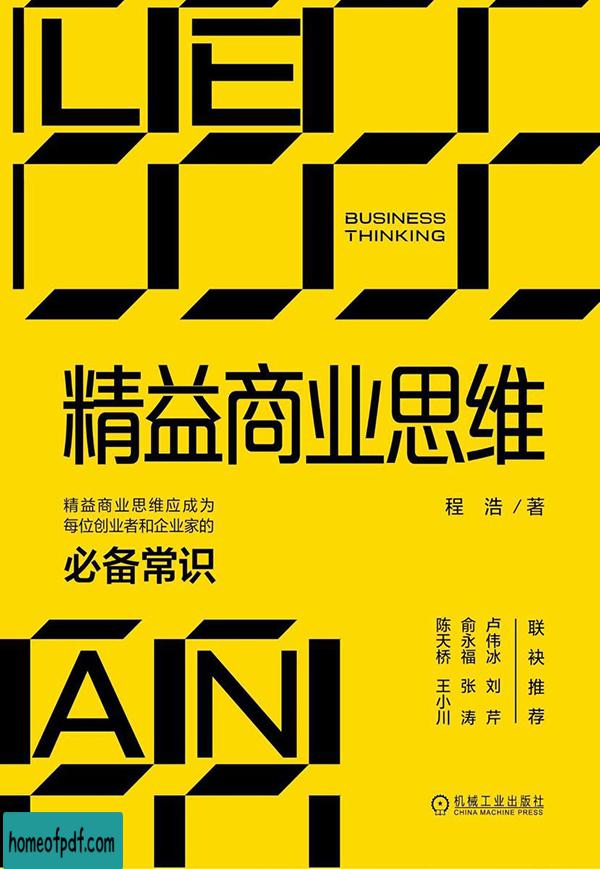 LE
BUSINESS
THINKING
精益商业思维
精益商业思维应成为
每位创业者和企业家的
必备常识
程 浩 / 著
联袂推荐
卢伟冰 刘芹
俞永福 张涛
陈天桥 王小川
AN
机械工业出版社
CHINA MACHINE PRESS
homeofpdf.com